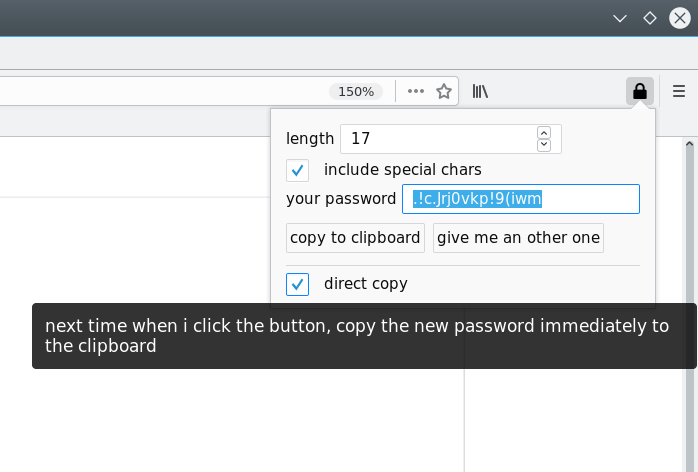 150%
length 17
include special chars
your password .!c.Jrj0vkp!9(iwm
copy to clipboard give me an other one
direct copy
next time when i click the button, copy the new password immediately to
the clipboard